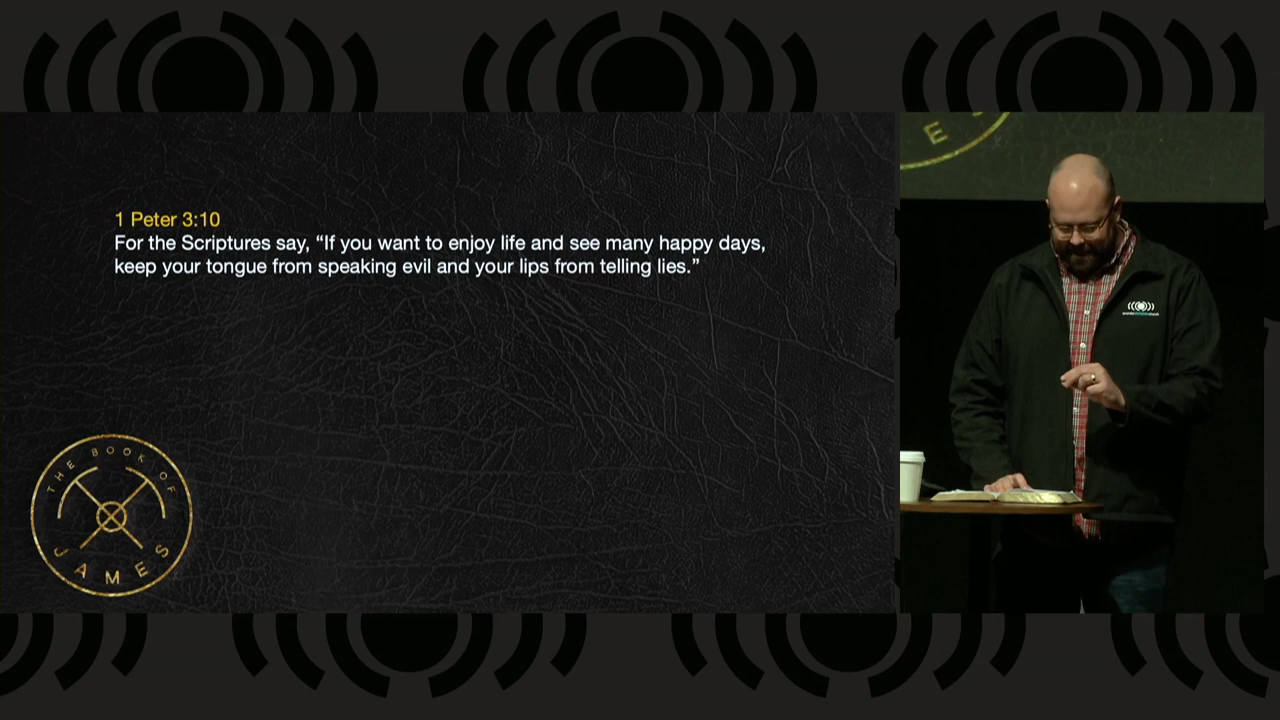 1 Peter 3:10
For the Scriptures say, “If you want to enjoy life and see many happy days,
keep your tongue from speaking evil and your lips from telling lies.”
THE BOOK OF
JAMES
E S